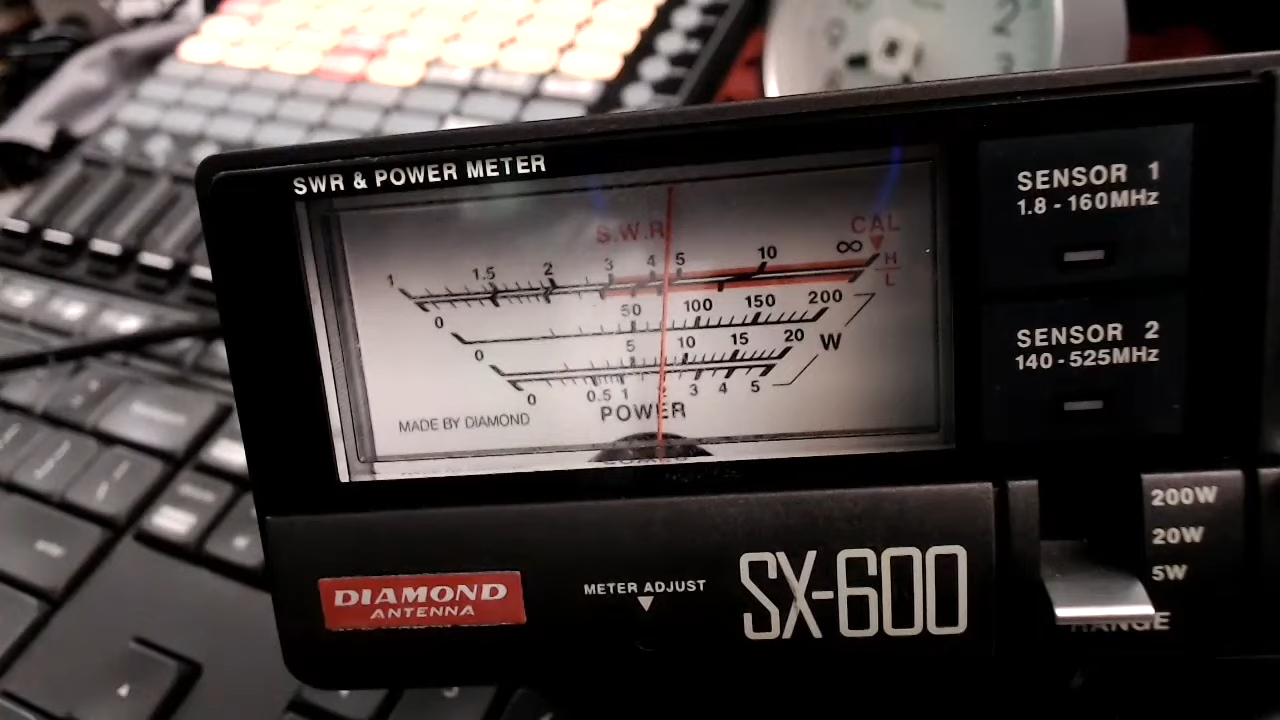 SWR & POWER METER
S.W.R
CAL
1 1.5 2 3 4 5 10 ∞
H
L
0 50 100 150 200
0 5 10 15 20
W
0 0.5 1 3 4 5
POWER
MADE BY DIAMOND
SENSOR 1
1.8 - 160MHz
SENSOR 2
140 - 525MHz
DIAMOND
ANTENNA
METER ADJUST
SX-600
200W
20W
5W
RANGE
9
2
3